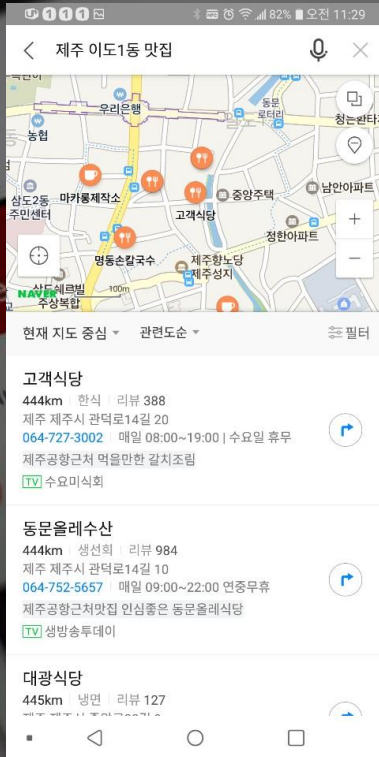 82% 오전 11:29
제주 이도1동 맛집
우리은행
동문
로터리
농협
청는환타
삼도2동
주민센터
마카롱제작소
중앙주택
남안아파트
고객식당
정한아파트
명동손칼국수
제주향노당
제주성지
NAVER
주상복합
100m
현재 지도 중심
관련도순
필터
고객식당
444km 한식 리뷰 388
제주 제주시 관덕로14길 20
064-727-3002 매일 08:00~19:00 | 수요일 휴무
제주공항근처 먹을만한 갈치조림
TV 수요미식회
동문올레수산
444km 생선회 리뷰 984
제주 제주시 관덕로14길 10
064-752-5657 매일 09:00~22:00 연중무휴
제주공항근처맛집 인심좋은 동문올레식당
TV 생방송투데이
대광식당
445km 냉면 리뷰 127